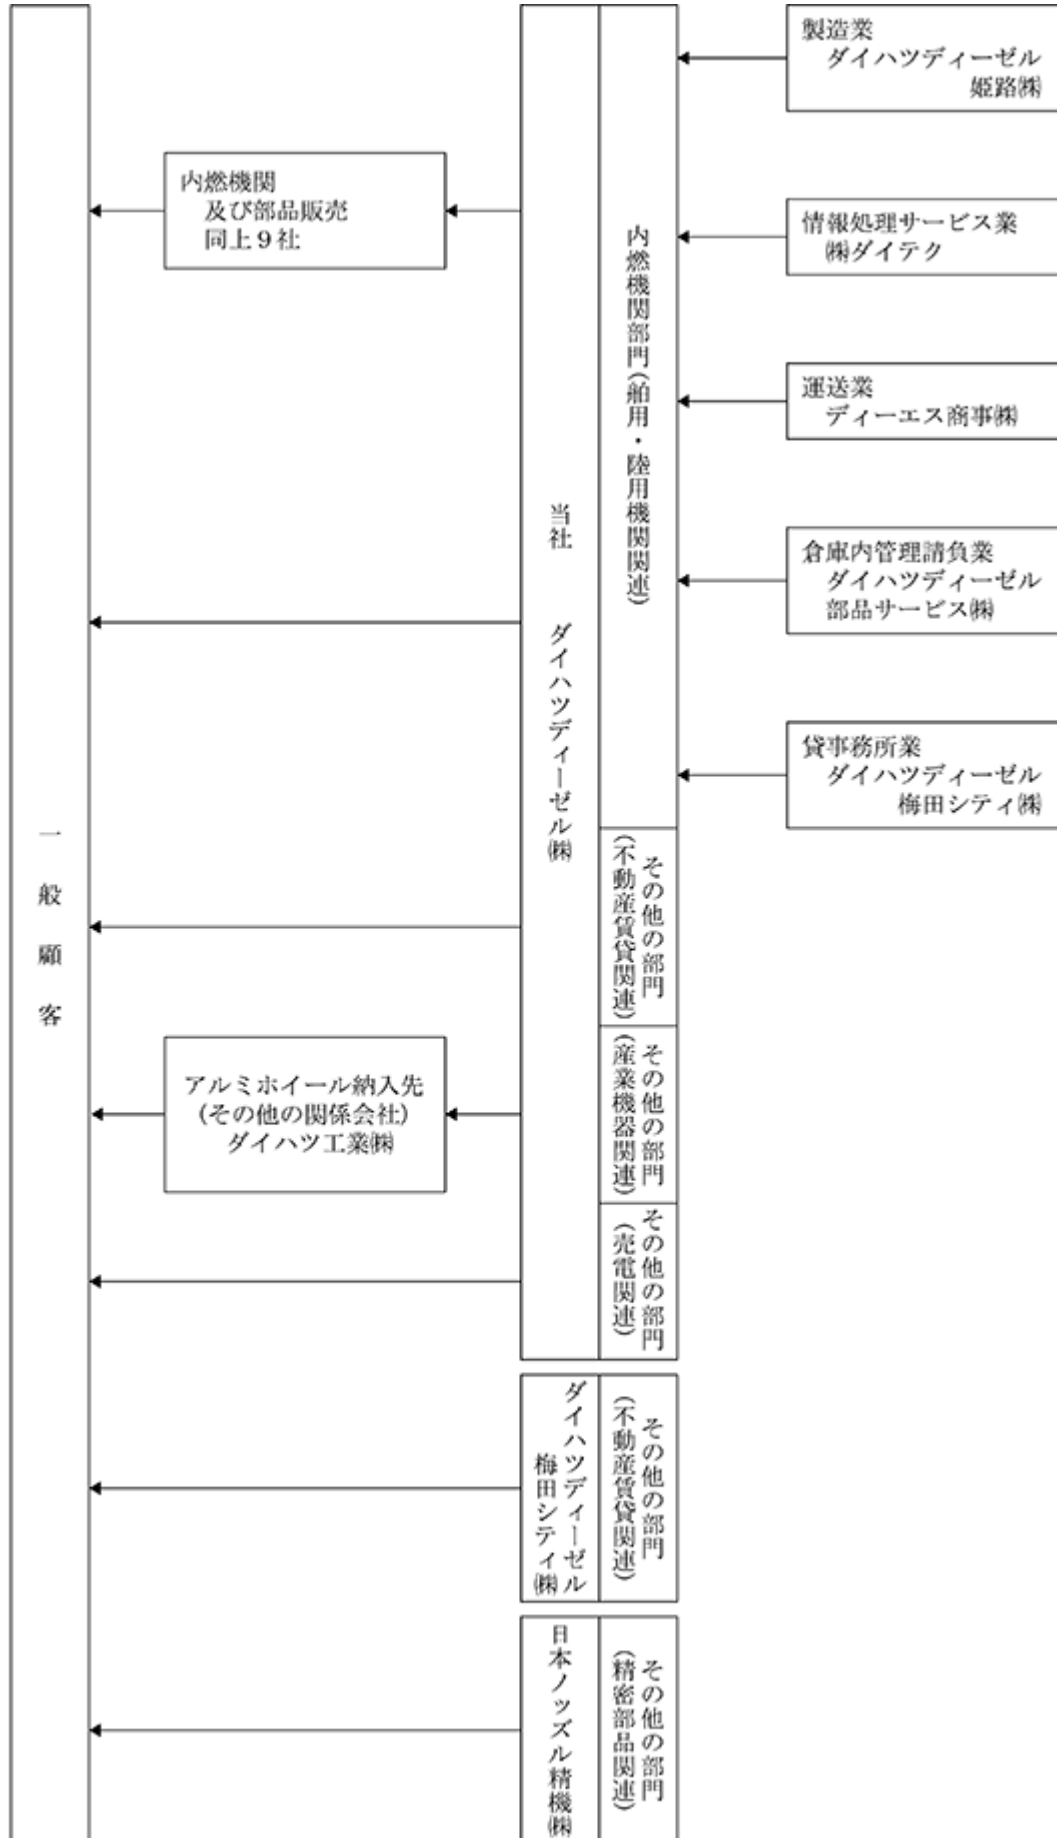 一般顧客
内燃機関
及び部品販売
同上9社
アルミホイール納入先
(その他の関係会社)
ダイハツ工業㈱
当社 ダイハツディーゼル㈱
内燃機関部門(舶用・陸用機関関連)
その他の部門
(不動産賃貸関連)
その他の部門
(産業機器関連)
その他の部門
(売電関連)
ダイハツディーゼル
梅田シティ㈱
その他の部門
(不動産賃貸関連)
日本ノッズル精機㈱
その他の部門
(精密部品関連)
製造業
ダイハツディーゼル
姫路㈱
情報処理サービス業
㈱ダイテク
運送業
ディーエス商事㈱
倉庫内管理請負業
ダイハツディーゼル
部品サービス㈱
貸事務所業
ダイハツディーゼル
梅田シティ㈱